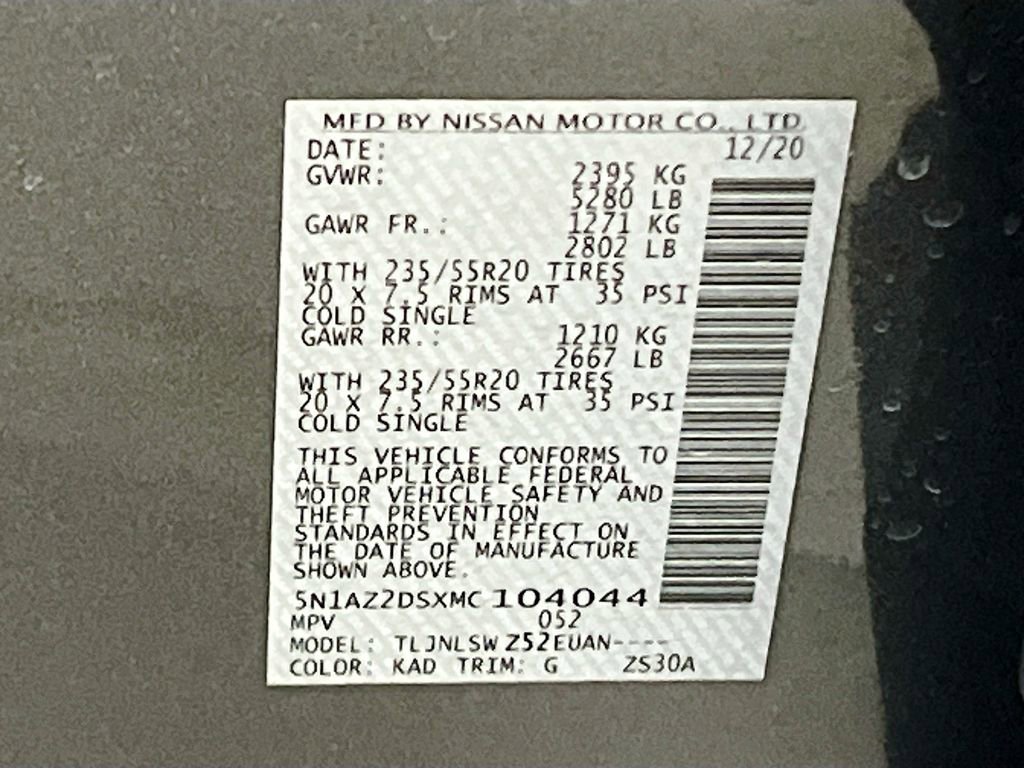 MFD BY NISSAN MOTOR CO., LTD.
DATE: 12/20
GVWR: 2395 KG
5280 LB
GAWR FR.: 1271 KG
2802 LB
WITH 235/55R20 TIRES
20 X 7.5 RIMS AT 35 PSI
COLD SINGLE
GAWR RR.: 1210 KG
2667 LB
WITH 235/55R20 TIRES
20 X 7.5 RIMS AT 35 PSI
COLD SINGLE
THIS VEHICLE CONFORMS TO
ALL APPLICABLE FEDERAL
MOTOR VEHICLE SAFETY AND
THEFT PREVENTION
STANDARDS IN EFFECT ON
THE DATE OF MANUFACTURE
SHOWN ABOVE.
5N1AZ2DSXMC 104044
MPV 052
MODEL: TLJNLSW Z52EUAN----
COLOR: KAD TRIM: G ZS30A